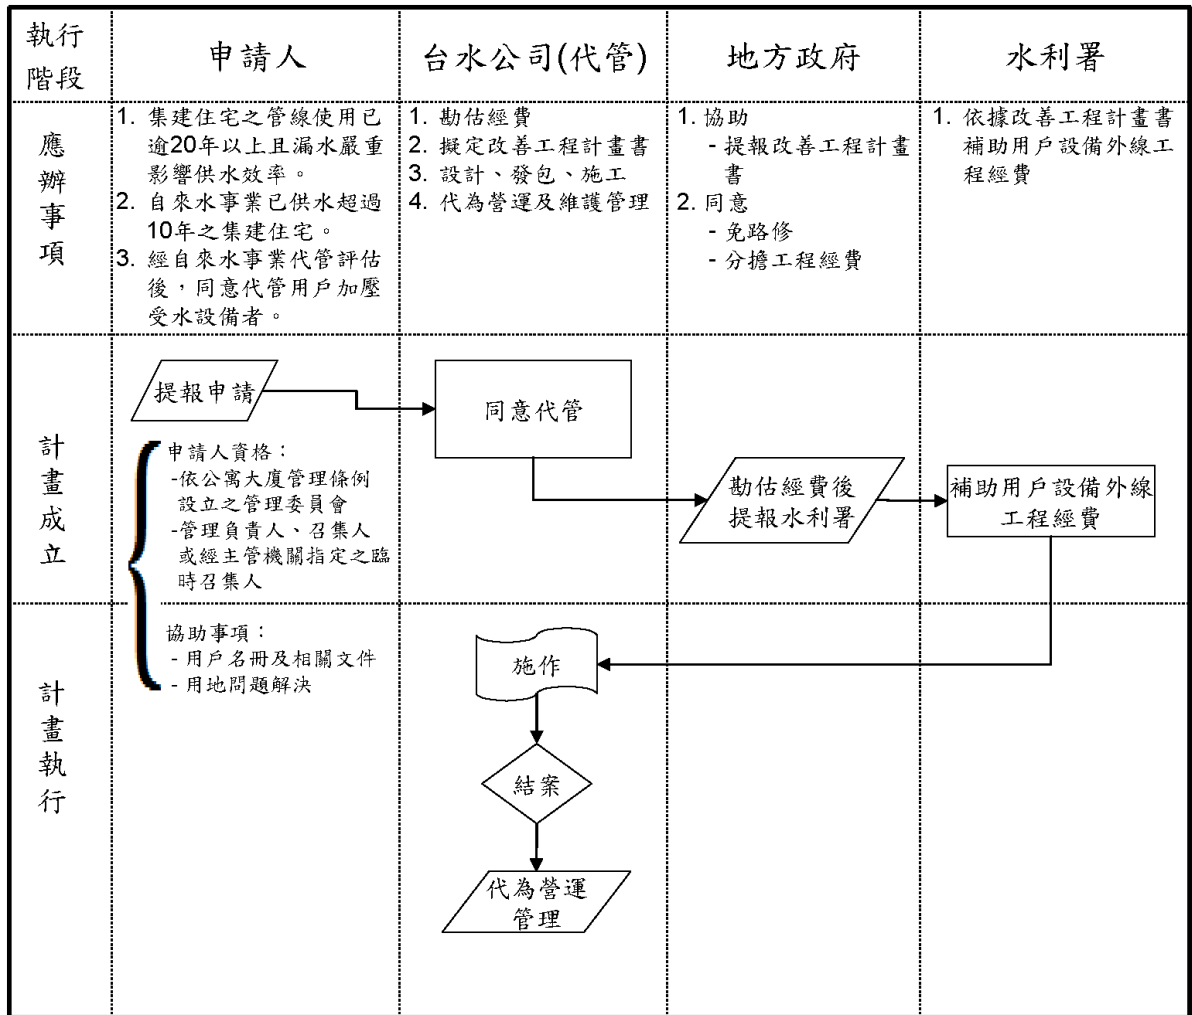 執行
階段
申請人
台水公司(代管)
地方政府
水利署
應
辦
事
項
1. 集建住宅之管線使用已
逾20年以上且漏水嚴重
影響供水效率。
2. 自來水事業已供水超過
10年之集建住宅。
3. 經自來水事業代管評估
後，同意代管用戶加壓
受水設備者。
1. 勘估經費
2. 擬定改善工程計畫書
3. 設計、發包、施工
4. 代為營運及維護管理
1. 協助
- 提報改善工程計畫
書
2. 同意
- 免路修
- 分擔工程經費
1. 依據改善工程計畫書
補助用戶設備外線工
程經費
計
畫
成
立
提報申請
同意代管
申請人資格：
-依公寓大廈管理條例
設立之管理委員會
-管理負責人、召集人
或經主管機關指定之臨
時召集人
勘估經費後
提報水利署
補助用戶設備外線
工程經費
計
畫
執
行
協助事項：
- 用戶名冊及相關文件
- 用地問題解決
施作
結案
代為營運
管理